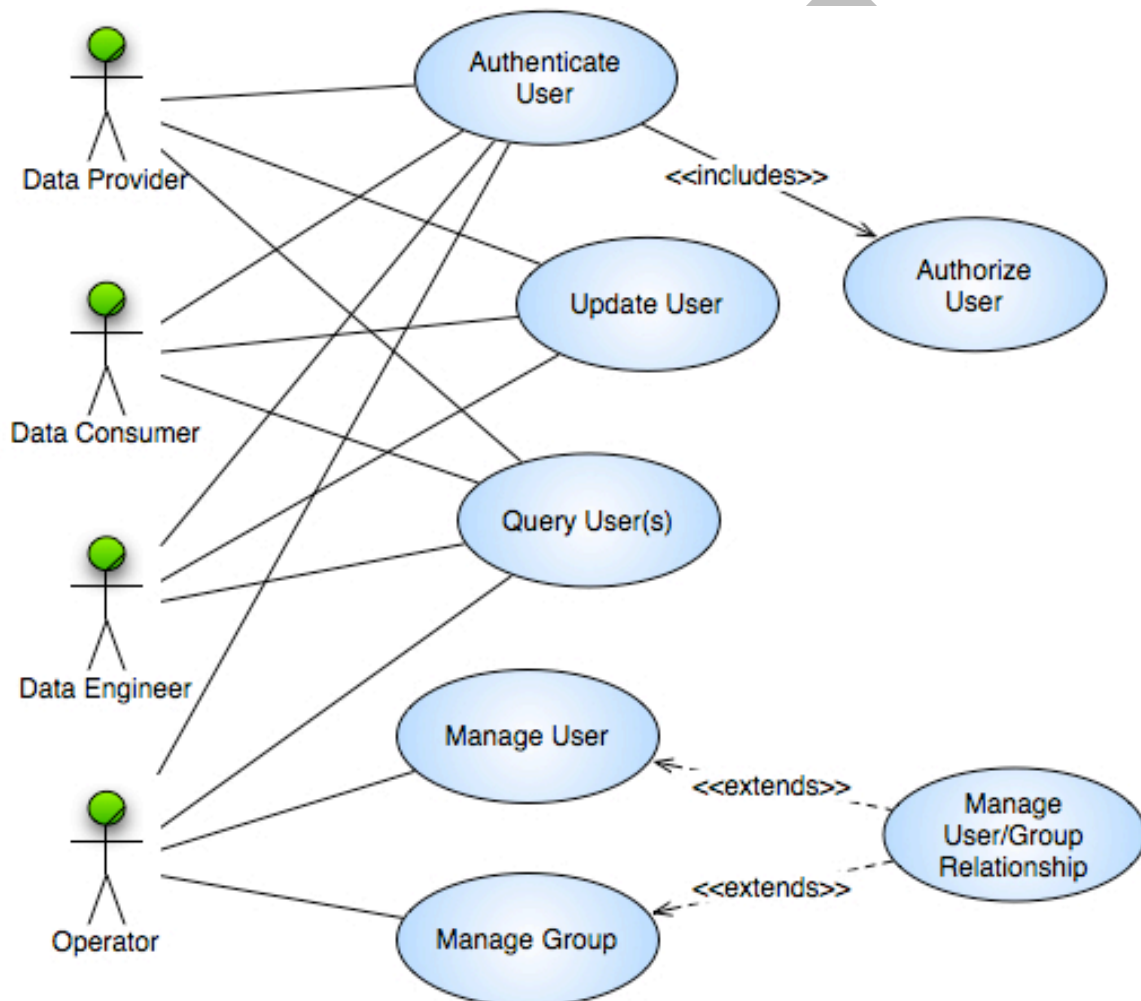 Authenticate
User
Data Provider
<<includes>>
Authorize
User
Update User
Data Consumer
Query User(s)
Data Engineer
Manage User
<<extends>>
Manage
User/Group
Relationship
<<extends>>
Operator
Manage Group